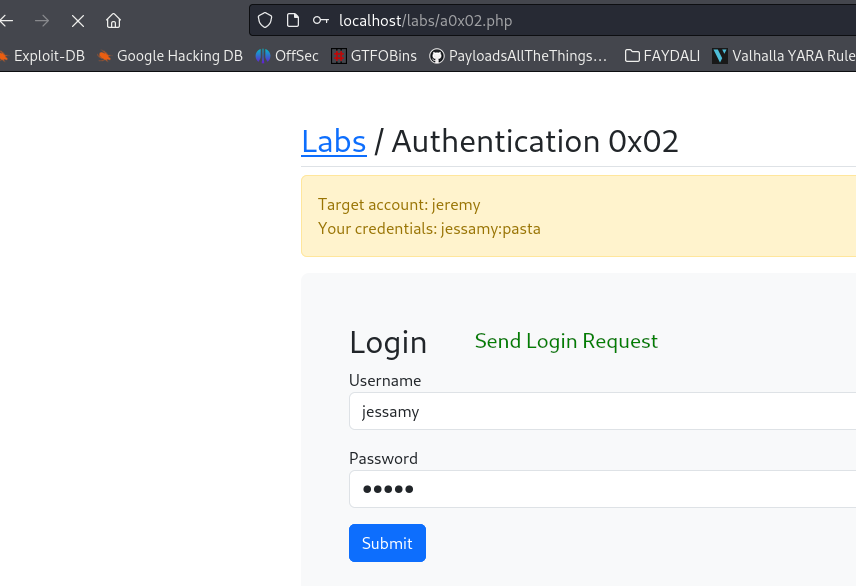 localhost/labs/a0x02.php
Exploit-DB Google Hacking DB OffSec GTFOBins PayloadsAllTheThings... FAYDALI Valhalla YARA Rule
Labs / Authentication 0x02
Target account: jeremy
Your credentials: jessamy:pasta
Login Send Login Request
Username
jessamy
Password
●●●●●
Submit